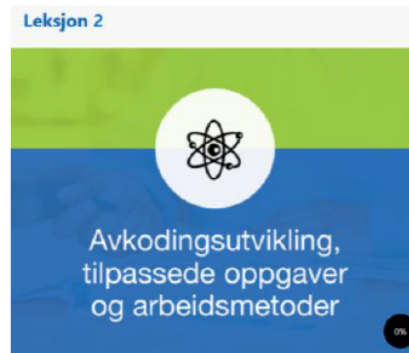 Leksjon 2
Avkodingsutvikling,
tilpassede oppgaver
og arbeidsmetoder
0%